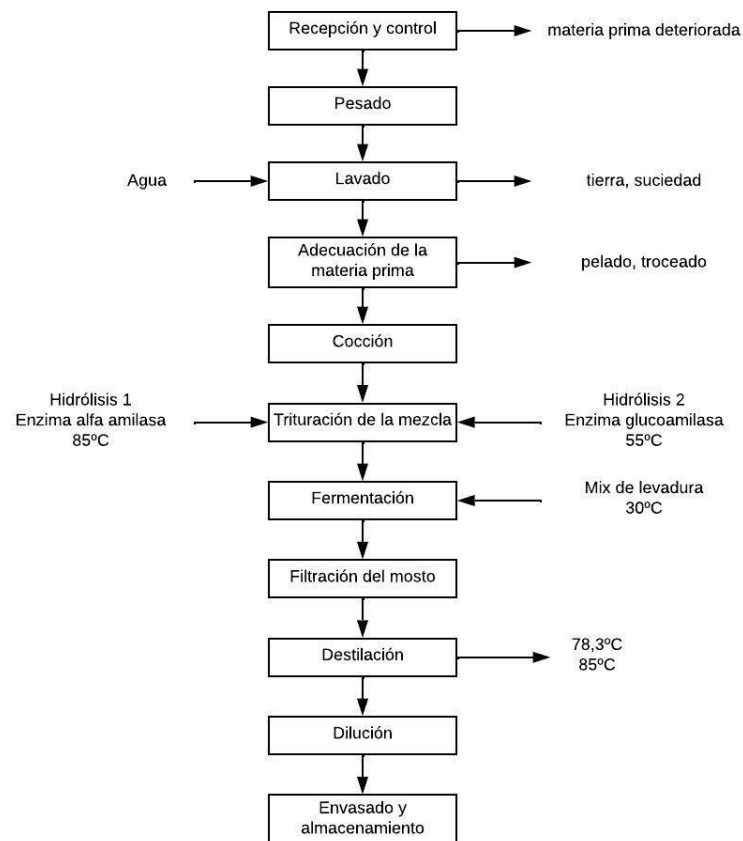 Recepción y control
materia prima deteriorada
Pesado
Agua
Lavado
tierra, suciedad
Adecuación de la
materia prima
pelado, troceado
Cocción
Hidrólisis 1
Enzima alfa amilasa
85ºC
Trituración de la mezcla
Hidrólisis 2
Enzima glucoamilasa
55ºC
Fermentación
Mix de levadura
30ºC
Filtración del mosto
Destilación
78,3ºC
85ºC
Dilución
Envasado y
almacenamiento